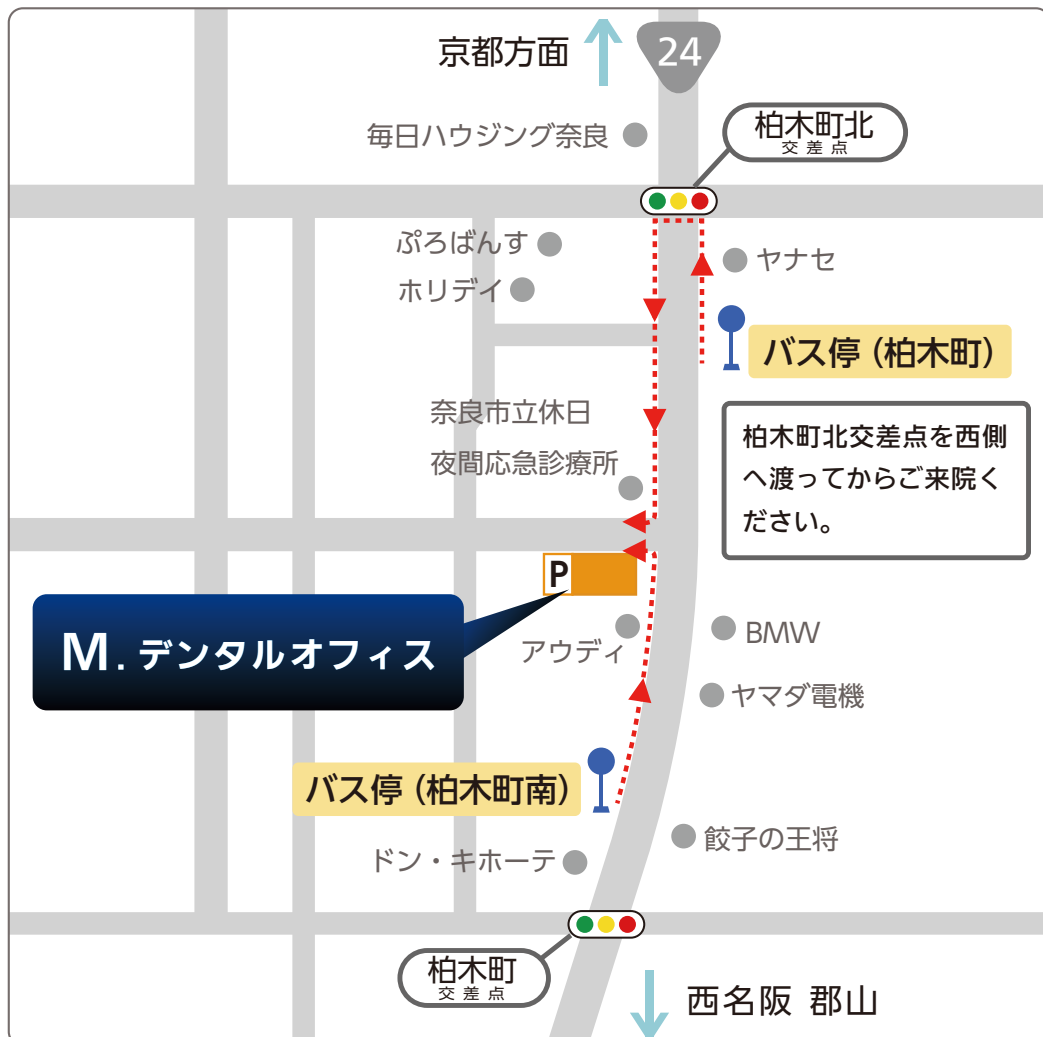 京都方面
24
毎日ハウジング奈良
柏木町北
交差点
ぷろばんす
ヤナセ
ホリデイ
バス停（柏木町）
奈良市立休日
夜間応急診療所
柏木町北交差点を西側
へ渡ってからご来院く
ださい。
P
M.デンタルオフィス
アウディ
BMW
ヤマダ電機
バス停（柏木町南）
餃子の王将
ドン・キホーテ
柏木町
交差点
西名阪 郡山